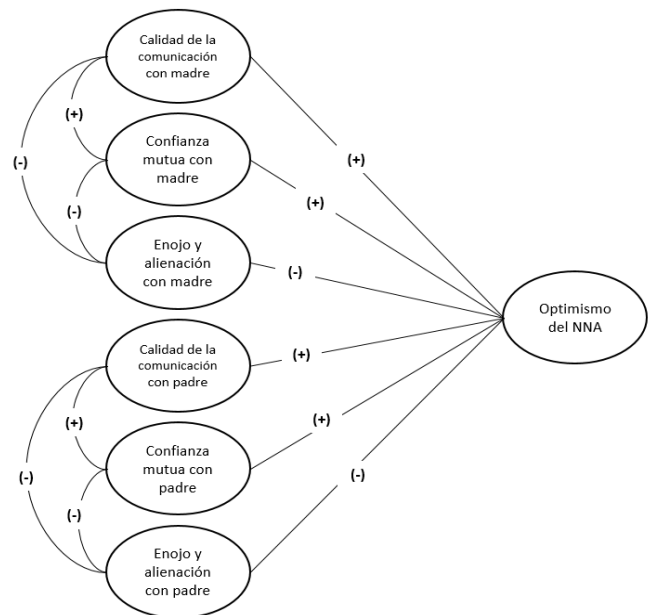 Calidad de la
comunicación
con madre
(+)
(-)
Confianza
mutua con
madre
(+)
(+)
(-)
Enojo y
alienación
con madre
(-)
Optimismo
del NNA
Calidad de la
comunicación
con padre
(+)
(+)
(+)
(-)
Confianza
mutua con
padre
(-)
(-)
Enojo y
alienación
con padre